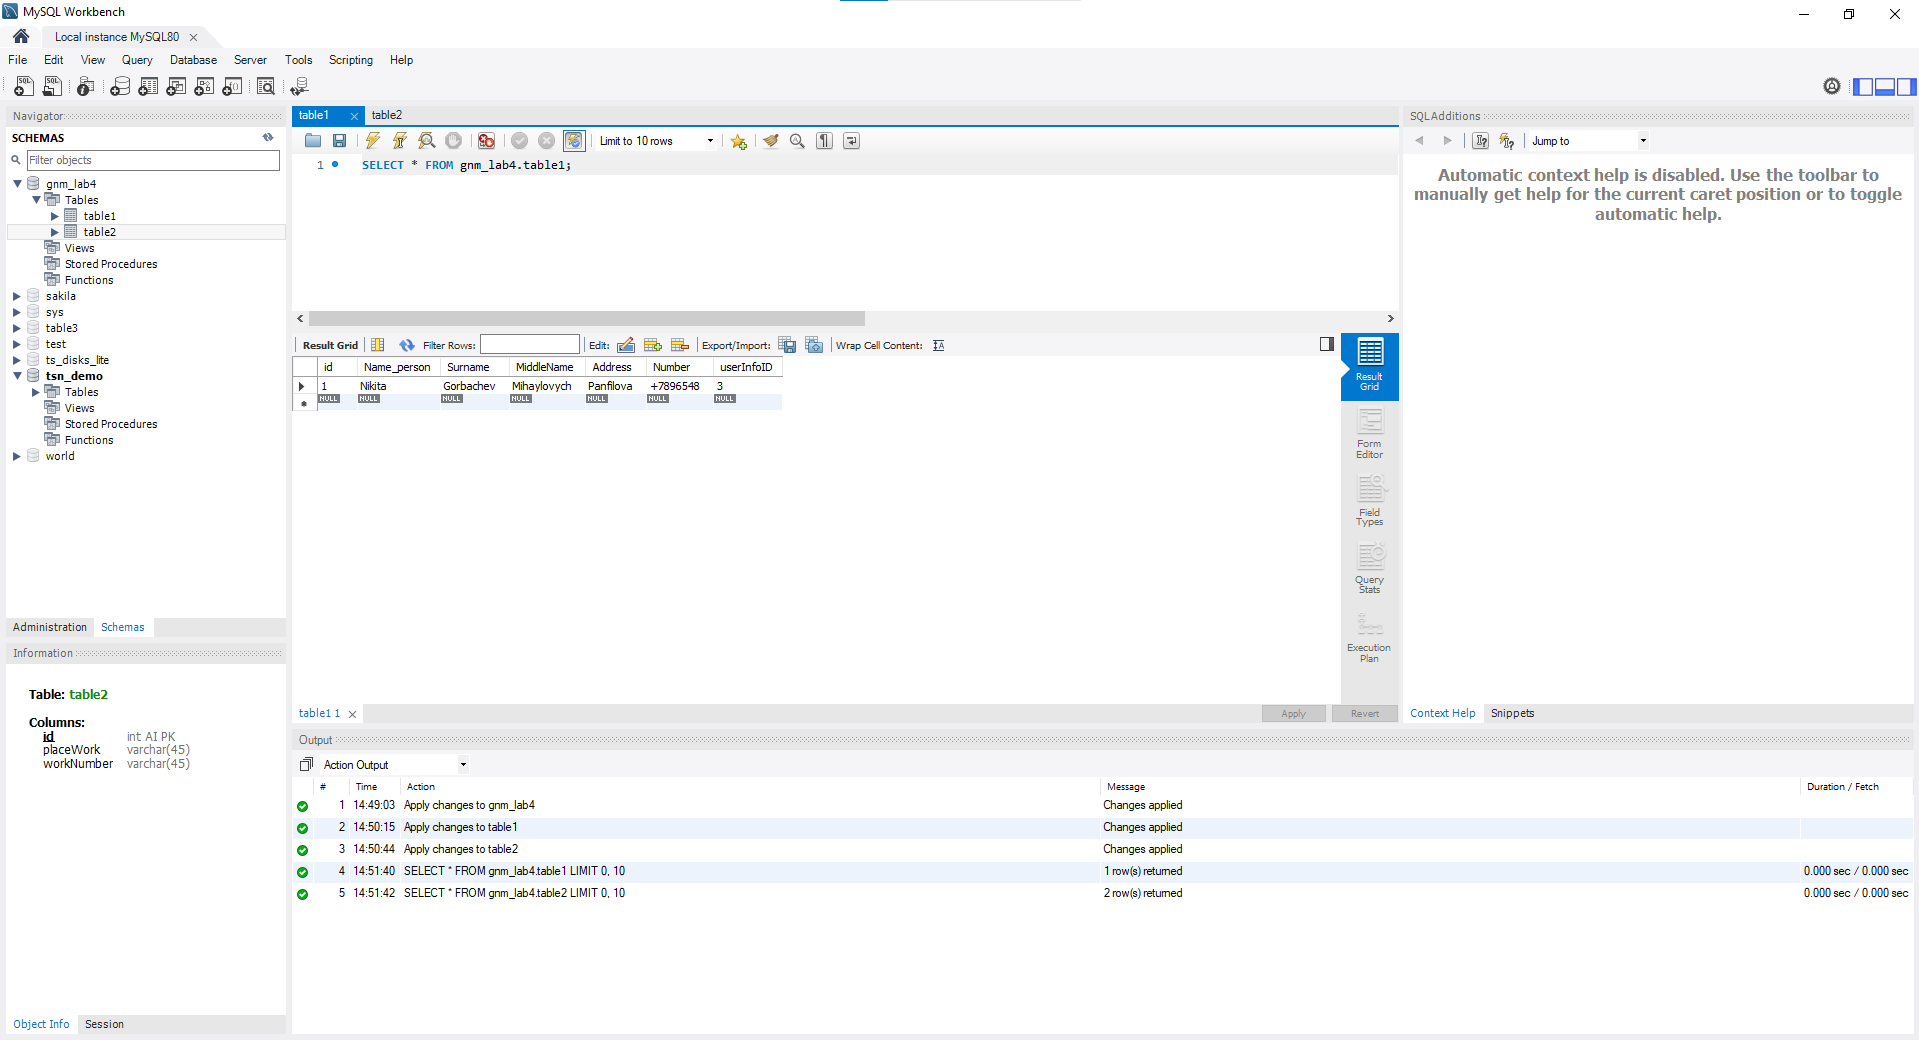 MySQL Workbench
Local instance MySQL80
File Edit View Query Database Server Tools Scripting Help
Navigator
SCHEMAS
Filter objects
gnm_lab4
Tables
table1
table2
Views
Stored Procedures
Functions
sakila
sys
table3
test
ts_disks_lite
tsn_demo
Tables
Views
Stored Procedures
Functions
world
Administration Schemas
Information
Table: table2
Columns:
id int AI PK
placeWork varchar(45)
workNumber varchar(45)
Object Info Session
table1 table2
Limit to 10 rows
1 SELECT * FROM gnm_lab4.table1;
Result Grid Filter Rows: Edit: Export/Import: Wrap Cell Content:
id Name_person Surname MiddleName Address Number userInfoID
1 Nikita Gorbachev Mihaylovych Panfilova +7896548 3
NULL NULL NULL NULL NULL NULL NULL
Result
Grid
Form
Editor
Field
Types
Query
Stats
Execution
Plan
table1 1 Apply Revert
SQLAdditions
Jump to
Automatic context help is disabled. Use the toolbar to
manually get help for the current caret position or to toggle
automatic help.
Context Help Snippets
Output
Action Output
# Time Action Message Duration / Fetch
1 14:49:03 Apply changes to gnm_lab4 Changes applied
2 14:50:15 Apply changes to table1 Changes applied
3 14:50:44 Apply changes to table2 Changes applied
4 14:51:40 SELECT * FROM gnm_lab4.table1 LIMIT 0, 10 1 row(s) returned 0.000 sec / 0.000 sec
5 14:51:42 SELECT * FROM gnm_lab4.table2 LIMIT 0, 10 2 row(s) returned 0.000 sec / 0.000 sec